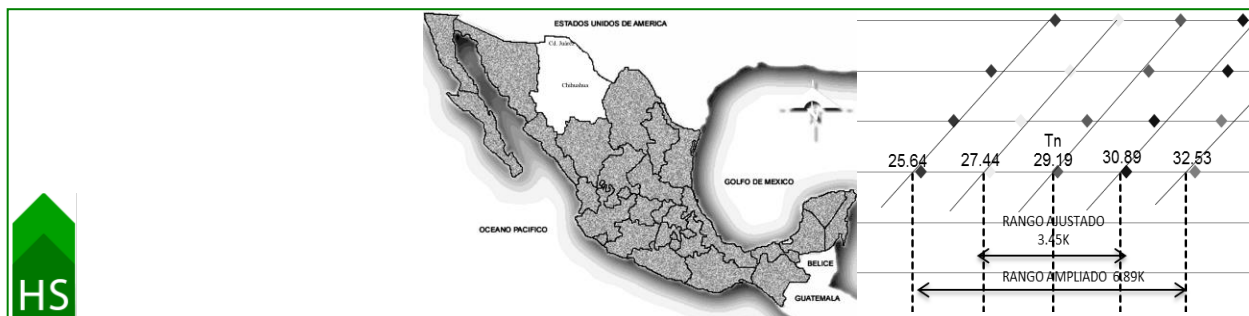 ESTADOS UNIDOS DE AMERICA
Cd. Juárez
Chihuahua
GOLFO DE MEXICO
OCEANO PACIFICO
BELICE
GUATEMALA
Tn
25.64 27.44 29.19 30.89 32.53
RANGO AJUSTADO
3.45K
RANGO AMPLIADO 6.89K
HS